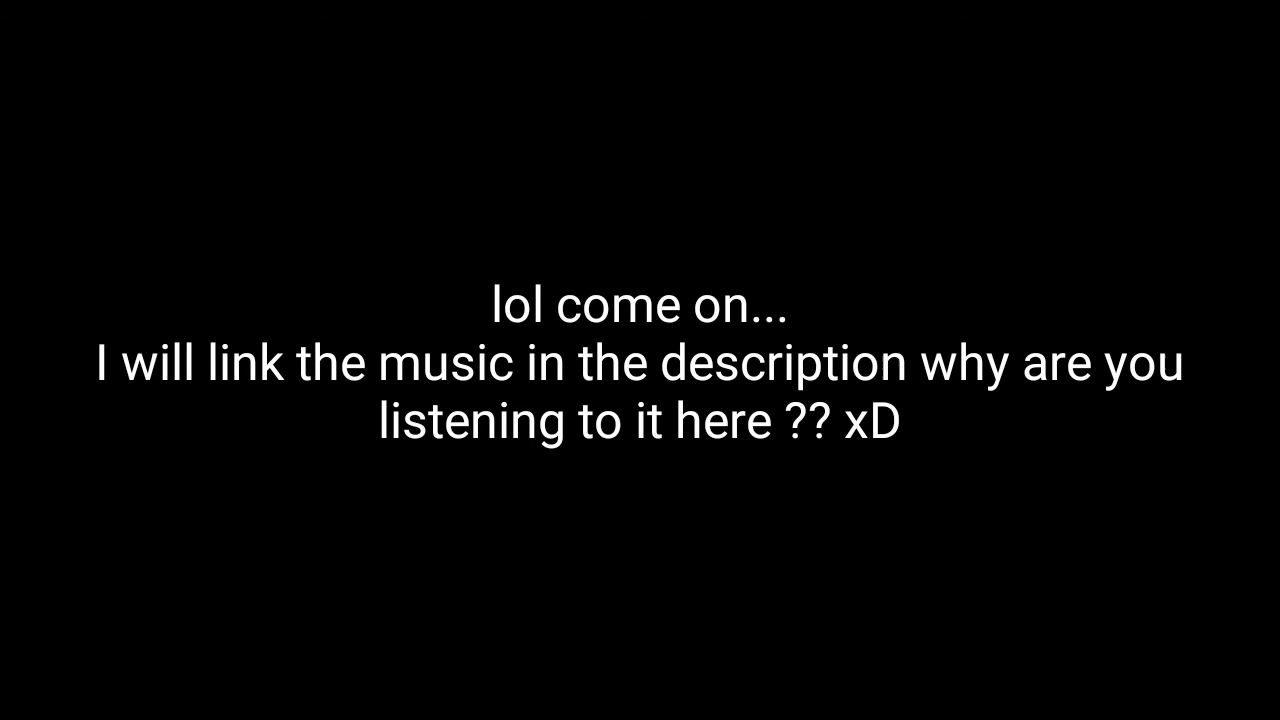 lol come on...
I will link the music in the description why are you
listening to it here ?? xD